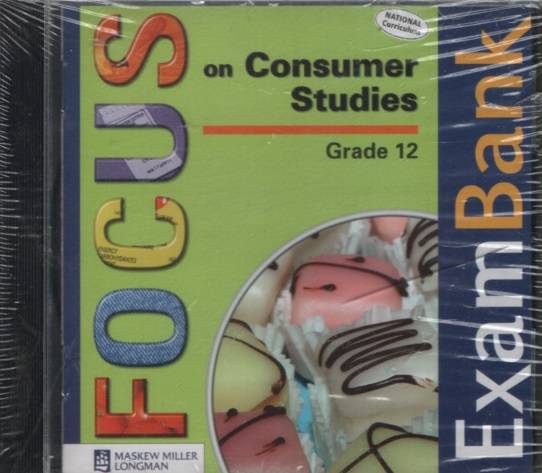 FOCUS
on Consumer
Studies
Grade 12
NATIONAL
Curriculum
ExamBank
MASKEW MILLER
LONGMAN